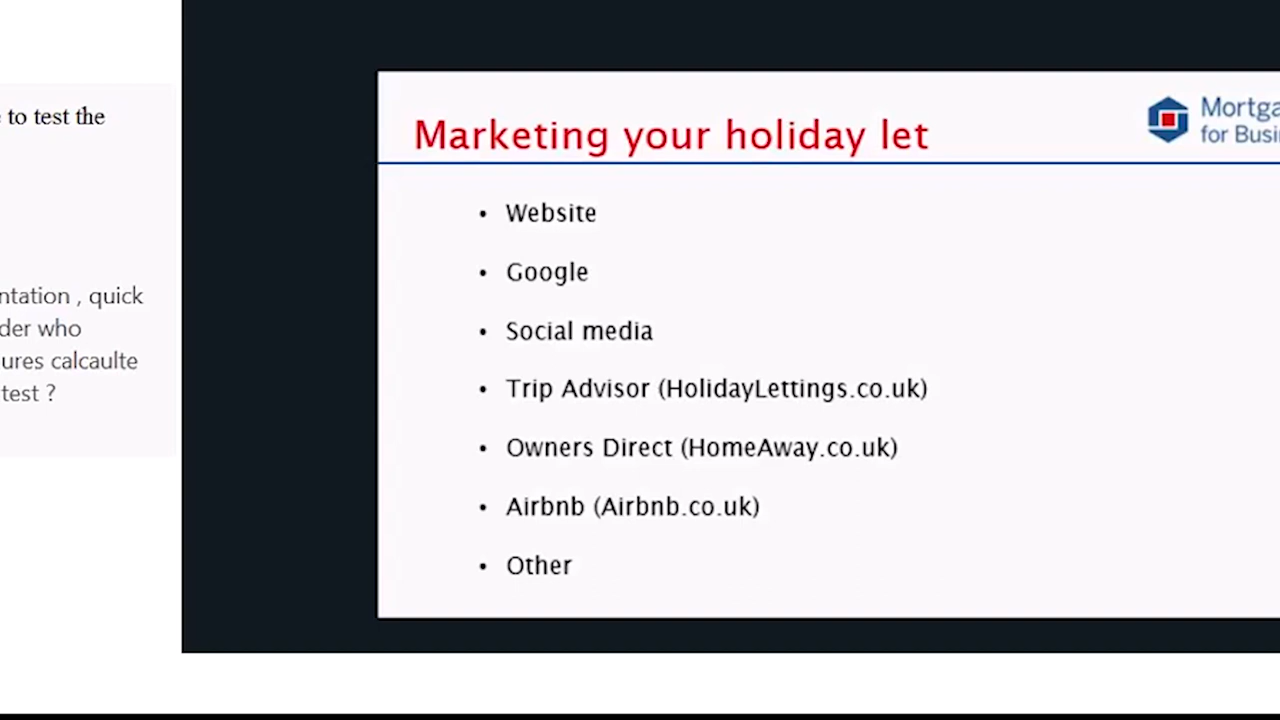 to test the
ntation , quick
der who
ures calcaulte
test ?
Marketing your holiday let
Mortga
for Busi
• Website
• Google
• Social media
• Trip Advisor (HolidayLettings.co.uk)
• Owners Direct (HomeAway.co.uk)
• Airbnb (Airbnb.co.uk)
• Other